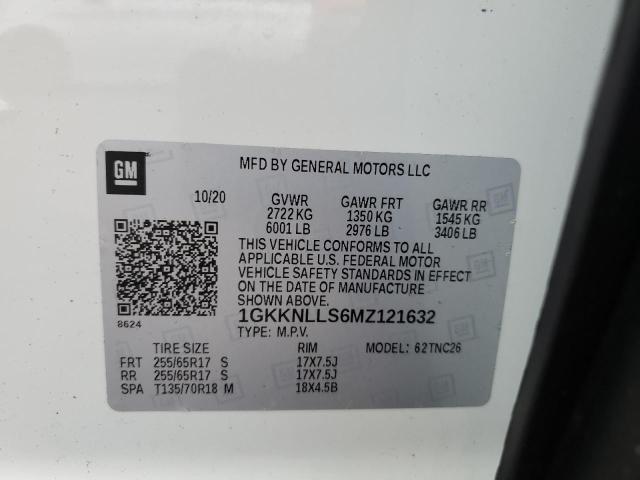 GM
MFD BY GENERAL MOTORS LLC
10/20 GVWR GAWR FRT GAWR RR
2722 KG 1350 KG 1545 KG
6001 LB 2976 LB 3406 LB
THIS VEHICLE CONFORMS TO ALL
APPLICABLE U.S. FEDERAL MOTOR
VEHICLE SAFETY STANDARDS IN EFFECT
ON THE DATE OF MANUFACTURE
SHOWN ABOVE.
8624
1GKKNLLS6MZ121632
TYPE: M.P.V. MODEL: 62TNC26
TIRE SIZE RIM
FRT 255/65R17 S 17X7.5J
RR 255/65R17 S 17X7.5J
SPA T135/70R18 M 18X4.5B